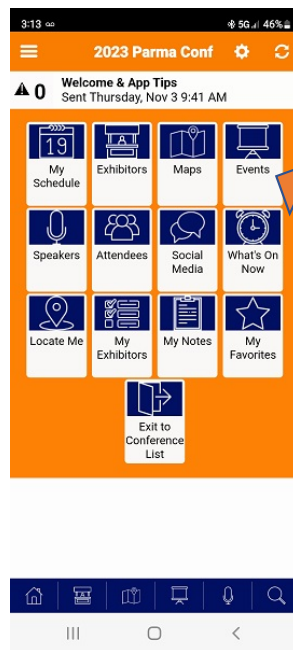 3:13
5G 46%
2023 Parma Conf
0
Welcome & App Tips
Sent Thursday, Nov 3 9:41 AM
19
My
Schedule
Exhibitors
Maps
Events
Speakers
Attendees
Social
Media
What's On
Now
Locate Me
My
Exhibitors
My Notes
My
Favorites
Exit to
Conference
List